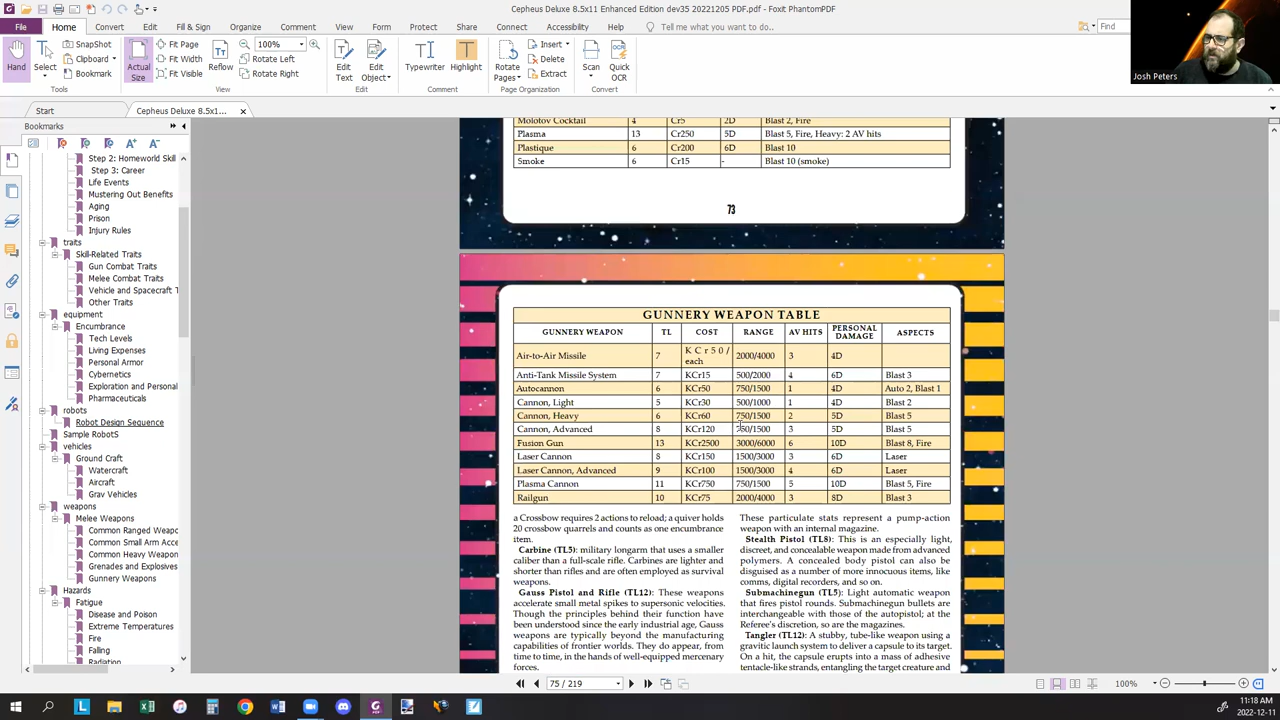 Cepheus Deluxe 8.5x11 Enhanced Edition dev35 20221205 PDF.pdf - Foxit PhantomPDF
File Home Convert Edit Fill & Sign Organize Comment View Form Protect Share Connect Accessibility Help Tell me what you want to do... Find
Hand Select SnapShot Clipboard Bookmark Actual Size Fit Page Fit Width Fit Visible Reflow 100% Rotate Left Rotate Right Edit Text Edit Object Typewriter Highlight Rotate Pages Insert Delete Extract Scan Quick OCR
Tools View Edit Comment Page Organization Convert
Josh Peters
Start Cepheus Deluxe 8.5x1...
Bookmarks
Step 2: Homeworld Skill
Step 3: Career
Life Events
Mustering Out Benefits
Aging
Prison
Injury Rules
traits
Skill-Related Traits
Gun Combat Traits
Melee Combat Traits
Vehicle and Spacecraft T
Other Traits
equipment
Encumbrance
Tech Levels
Living Expenses
Personal Armor
Cybernetics
Exploration and Personal
Pharmaceuticals
robots
Robot Design Sequence
Sample RobotS
vehicles
Ground Craft
Watercraft
Aircraft
Grav Vehicles
weapons
Melee Weapons
Common Ranged Weapc
Common Small Arm Acce
Common Heavy Weapon
Grenades and Explosives
Gunnery Weapons
Hazards
Fatigue
Disease and Poison
Extreme Temperatures
Fire
Falling
Radiation
Molotov Cocktail 4 Cr5 2D Blast 2, Fire
Plasma 13 Cr250 5D Blast 5, Fire, Heavy: 2 AV hits
Plastique 6 Cr200 6D Blast 10
Smoke 6 Cr15 - Blast 10 (smoke)
73
GUNNERY WEAPON TABLE
GUNNERY WEAPON TL COST RANGE AV HITS PERSONAL DAMAGE ASPECTS
Air-to-Air Missile 7 KCr50/each 2000/4000 3 4D
Anti-Tank Missile System 7 KCr15 500/2000 4 6D Blast 3
Autocannon 6 KCr50 750/1500 1 4D Auto 2, Blast 1
Cannon, Light 5 KCr30 500/1000 1 4D Blast 2
Cannon, Heavy 6 KCr60 750/1500 2 5D Blast 5
Cannon, Advanced 8 KCr120 750/1500 3 5D Blast 5
Fusion Gun 13 KCr2500 3000/6000 6 10D Blast 8, Fire
Laser Cannon 8 KCr150 1500/3000 3 6D Laser
Laser Cannon, Advanced 9 KCr100 1500/3000 4 6D Laser
Plasma Cannon 11 KCr750 750/1500 5 10D Blast 5, Fire
Railgun 10 KCr75 2000/4000 3 8D Blast 3
a Crossbow requires 2 actions to reload; a quiver holds
20 crossbow quarrels and counts as one encumbrance
item.
Carbine (TL5): military longarm that uses a smaller
caliber than a full-scale rifle. Carbines are lighter and
shorter than rifles and are often employed as survival
weapons.
Gauss Pistol and Rifle (TL12): These weapons
accelerate small metal spikes to supersonic velocities.
Though the principles behind their function have
been understood since the early industrial age, Gauss
weapons are typically beyond the manufacturing
capabilities of frontier worlds. They do appear, from
time to time, in the hands of well-equipped mercenary
forces.
These particulate stats represent a pump-action
weapon with an internal magazine.
Stealth Pistol (TL8): This is an especially light,
discreet, and concealable weapon made from advanced
polymers. A concealed body pistol can also be
disguised as a number of more innocuous items, like
comms, digital recorders, and so on.
Submachinegun (TL5): Light automatic weapon
that fires pistol rounds. Submachinegun bullets are
interchangeable with those of the autopistol; at the
Referee's discretion, so are the magazines.
Tangler (TL12): A stubby, tube-like weapon using a
gravitic launch system to deliver a capsule to its target.
On a hit, the capsule erupts into a mass of adhesive
tentacle-like strands, entangling the target creature and
75 / 219 100%
11:18 AM
2022-12-11